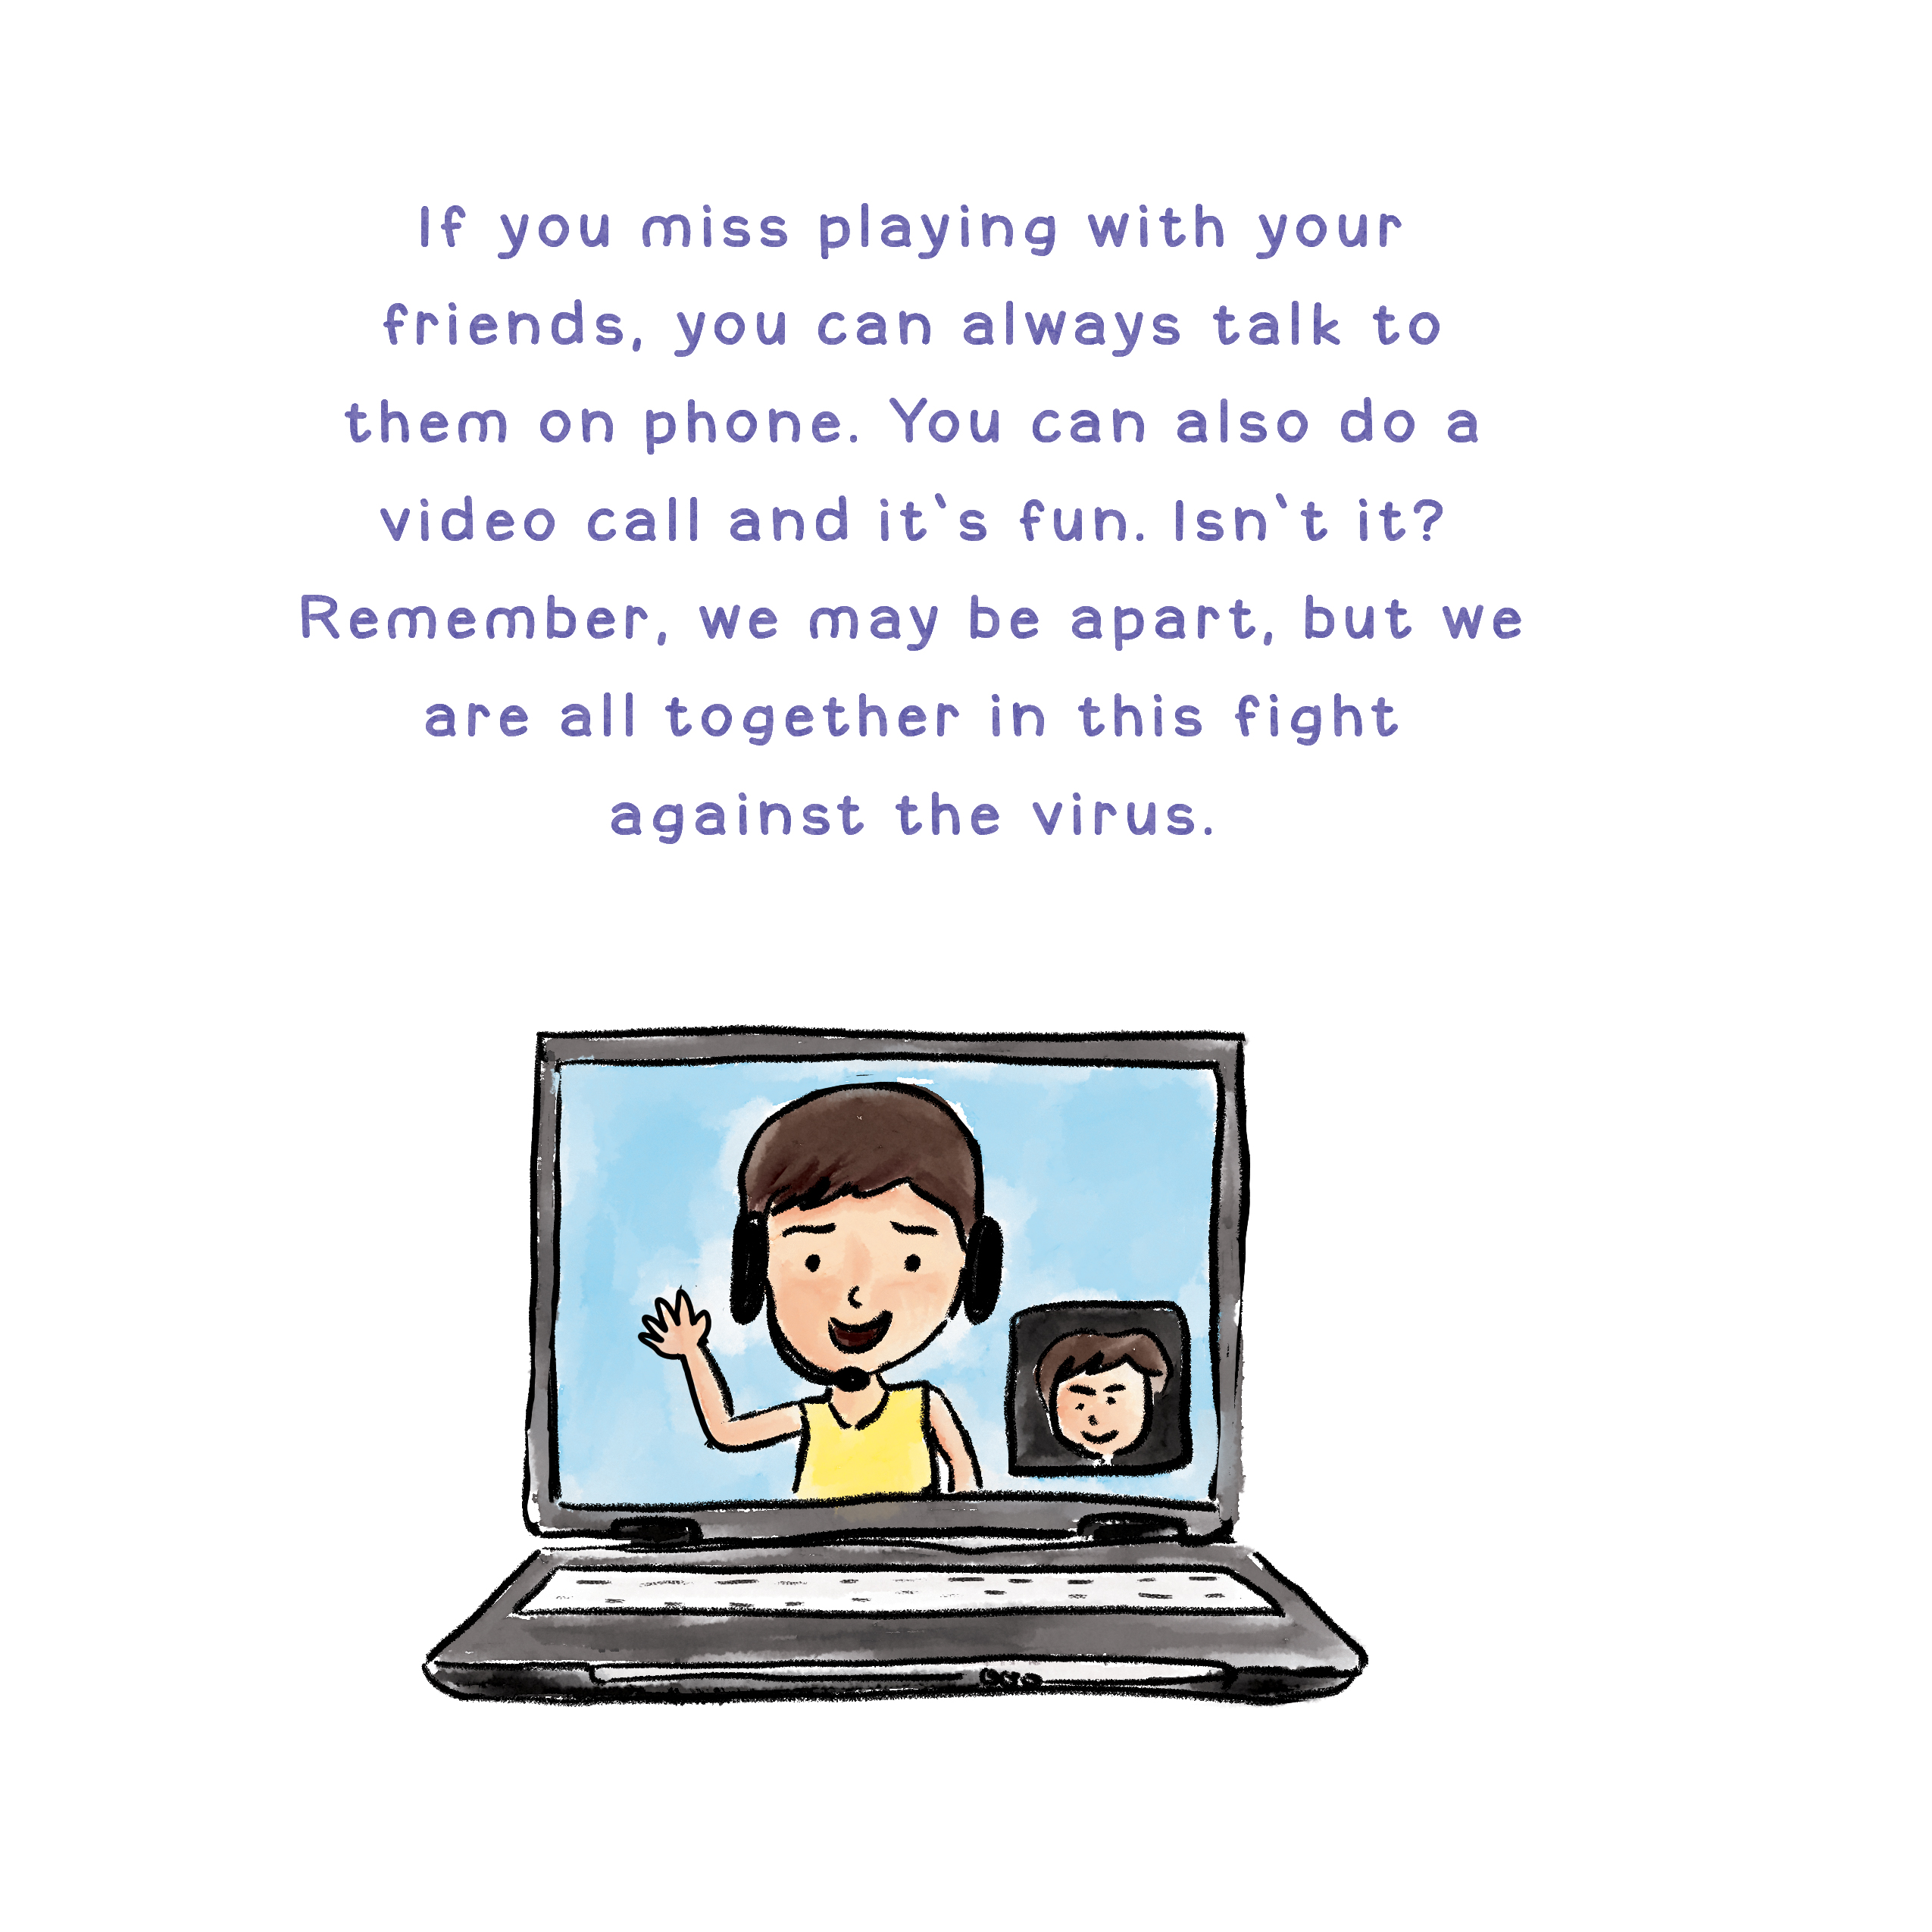 If you miss playing with your
friends, you can always talk to
them on phone. You can also do a
video call and it`s fun. Isn`t it?
Remember, we may be apart, but we
are all together in this fight
against the virus.